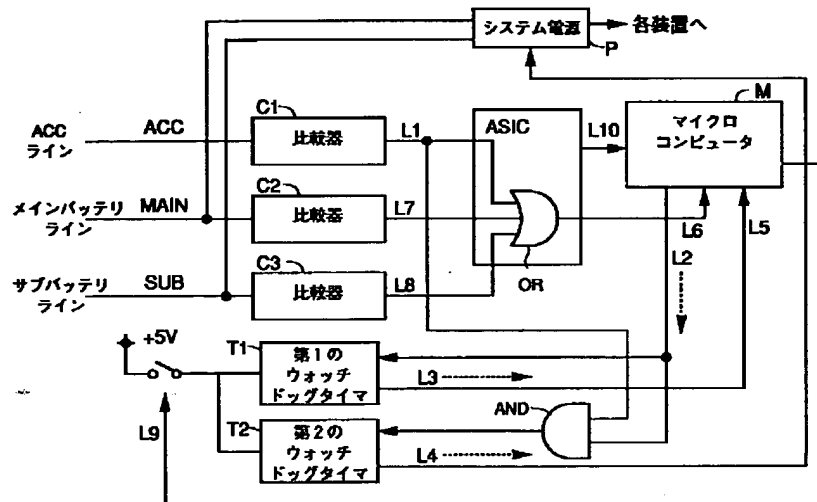 システム電源
各装置へ
P
M
ACC
ライン
ACC
C1
比較器
L1
ASIC
L10
マイクロ
コンピュータ
メインバッテリ
ライン
MAIN
C2
比較器
L7
L6
L5
OR
L2
サブバッテリ
ライン
SUB
C3
比較器
L8
+5V
T1
第1の
ウォッチ
ドッグタイマ
L3
AND
L9
T2
第2の
ウォッチ
ドッグタイマ
L4